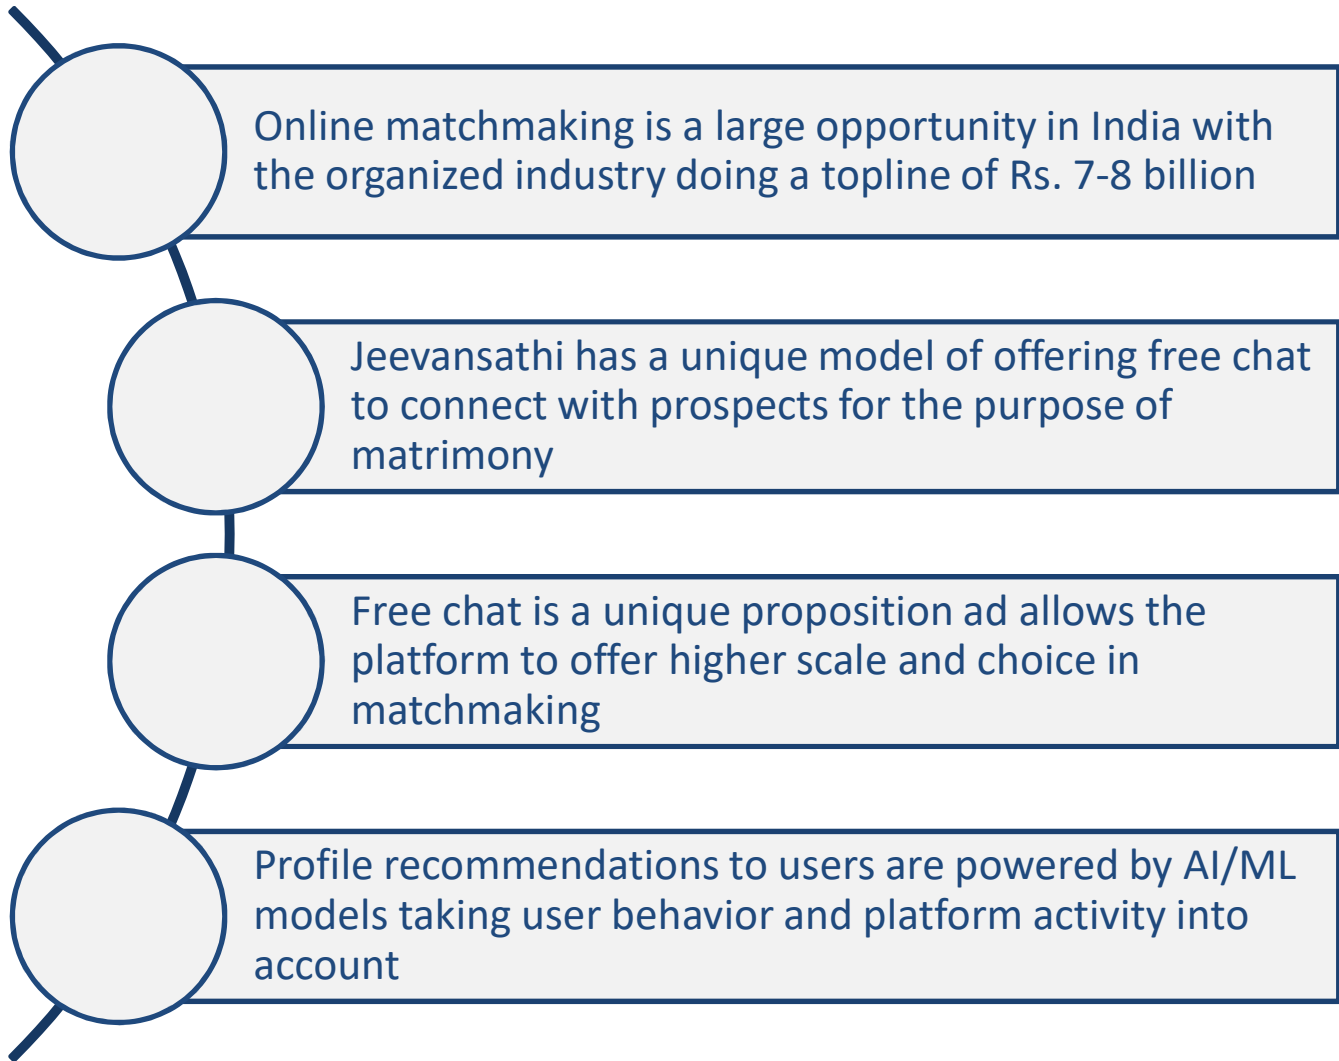 Online matchmaking is a large opportunity in India with
the organized industry doing a topline of Rs. 7-8 billion
Jeevansathi has a unique model of offering free chat
to connect with prospects for the purpose of
matrimony
Free chat is a unique proposition ad allows the
platform to offer higher scale and choice in
matchmaking
Profile recommendations to users are powered by AI/ML
models taking user behavior and platform activity into
account